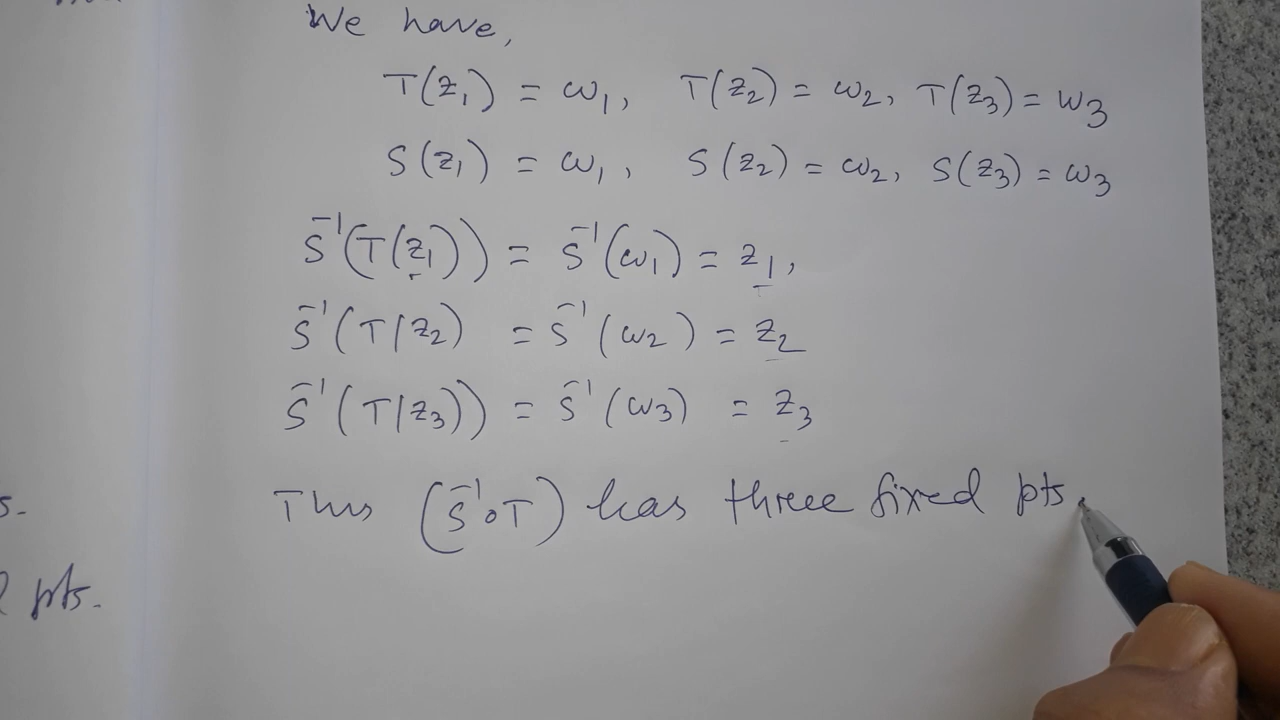 We have,
T(z₁) = ω₁, T(z₂) = ω₂, T(z₃) = ω₃
S(z₁) = ω₁, S(z₂) = ω₂, S(z₃) = ω₃
S⁻¹(T(z₁)) = S⁻¹(ω₁) = z₁,
S⁻¹(T(z₂) = S⁻¹(ω₂) = z₂
S⁻¹(T(z₃)) = S⁻¹(ω₃) = z₃
Thus (S⁻¹∘T) has three fixed pts.
s.
pts.